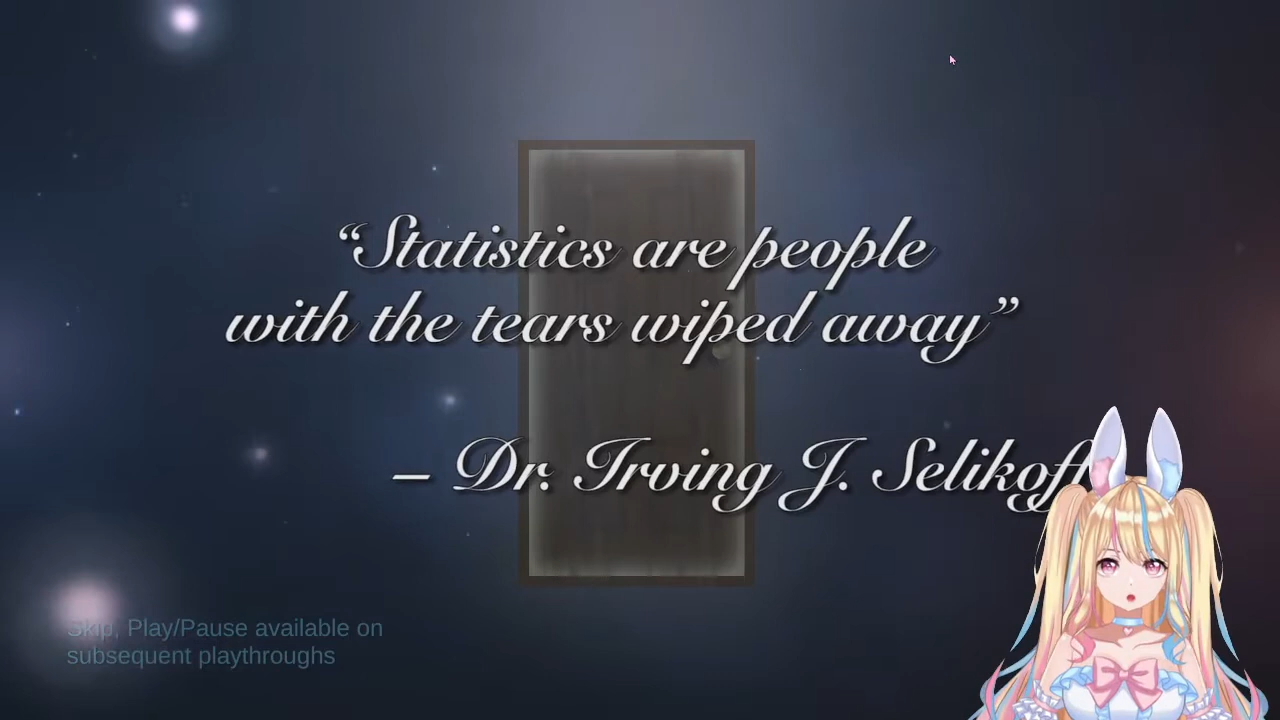 “Statistics are people
with the tears wiped away”
– Dr. Irving J. Selikoff
Skip, Play/Pause available on
subsequent playthroughs